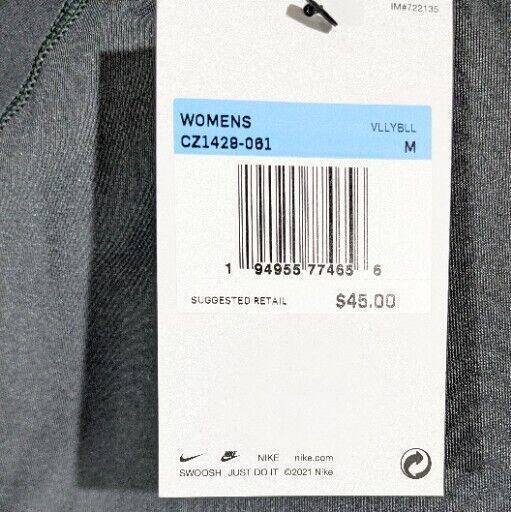 IM#722135
WOMENS VLLYBLL
CZ1429-061 M
1 94955 77465 6
SUGGESTED RETAIL $45.00
NIKE nike.com
SWOOSH JUST DO IT ©2021 Nike